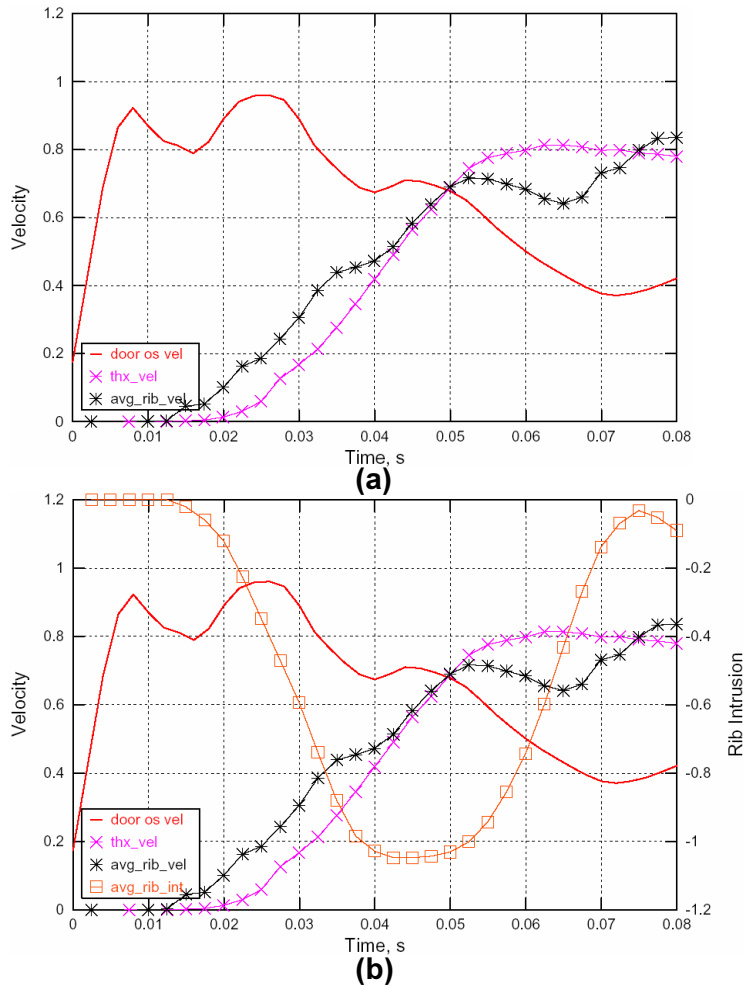 1.2
1
0.8
0.6
0.4
0.2
0
Velocity
door os vel
thx_vel
avg_rib_vel
0 0.01 0.02 0.03 0.04 0.05 0.06 0.07 0.08
Time, s
(a)
1.2
1
0.8
0.6
0.4
0.2
0
Velocity
0
-0.2
-0.4
-0.6
-0.8
-1
-1.2
Rib Intrusion
door os vel
thx_vel
avg_rib_vel
avg_rib_int
0 0.01 0.02 0.03 0.04 0.05 0.06 0.07 0.08
Time, s
(b)